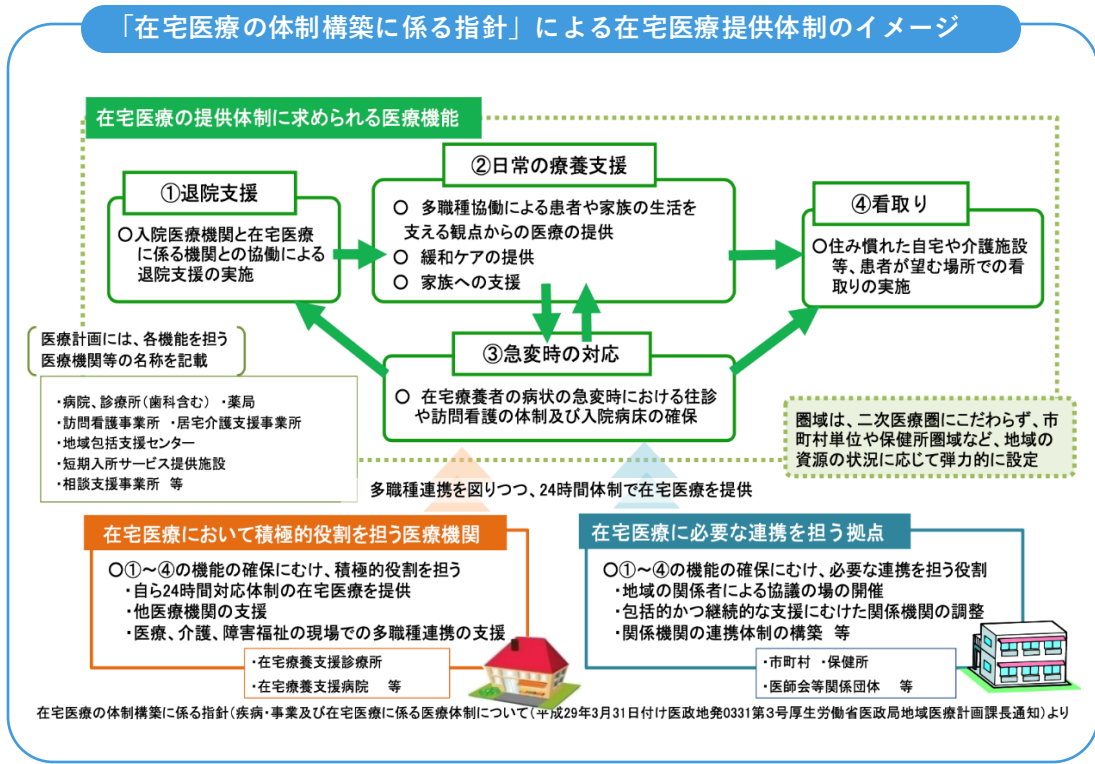 「在宅医療の体制構築に係る指針」による在宅医療提供体制のイメージ
在宅医療の提供体制に求められる医療機能
①退院支援
○入院医療機関と在宅医療
に係る機関との協働による
退院支援の実施
②日常の療養支援
○ 多職種協働による患者や家族の生活を
支える観点からの医療の提供
○ 緩和ケアの提供
○ 家族への支援
④看取り
○住み慣れた自宅や介護施設
等、患者が望む場所での看
取りの実施
③急変時の対応
○ 在宅療養者の病状の急変時における往診
や訪問看護の体制及び入院病床の確保
医療計画には、各機能を担う
医療機関等の名称を記載
・病院、診療所(歯科含む) ・薬局
・訪問看護事業所 ・居宅介護支援事業所
・地域包括支援センター
・短期入所サービス提供施設
・相談支援事業所 等
圏域は、二次医療圏にこだわらず、市
町村単位や保健所圏域など、地域の
資源の状況に応じて弾力的に設定
多職種連携を図りつつ、24時間体制で在宅医療を提供
在宅医療において積極的役割を担う医療機関
○①～④の機能の確保にむけ、積極的役割を担う
・自ら24時間対応体制の在宅医療を提供
・他医療機関の支援
・医療、介護、障害福祉の現場での多職種連携の支援
・在宅療養支援診療所
・在宅療養支援病院 等
在宅医療に必要な連携を担う拠点
○①～④の機能の確保にむけ、必要な連携を担う役割
・地域の関係者による協議の場の開催
・包括的かつ継続的な支援にむけた関係機関の調整
・関係機関の連携体制の構築 等
・市町村 ・保健所
・医師会等関係団体 等
在宅医療の体制構築に係る指針(疾病・事業及び在宅医療に係る医療体制について(平成29年3月31日付け医政地発0331第3号厚生労働省医政局地域医療計画課長通知)より